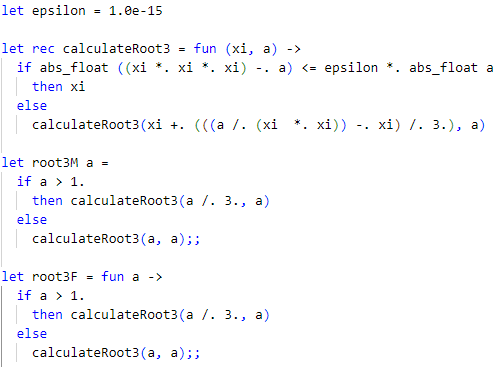 let epsilon = 1.0e-15
let rec calculateRoot3 = fun (xi, a) ->
if abs_float ((xi *. xi *. xi) -. a) <= epsilon *. abs_float a
then xi
else
calculateRoot3(xi +. (((a /. (xi  *. xi)) -. xi) /. 3.), a)
let root3M a =
if a > 1.
then calculateRoot3(a /. 3., a)
else
calculateRoot3(a, a);;
let root3F = fun a ->
if a > 1.
then calculateRoot3(a /. 3., a)
else
calculateRoot3(a, a);;